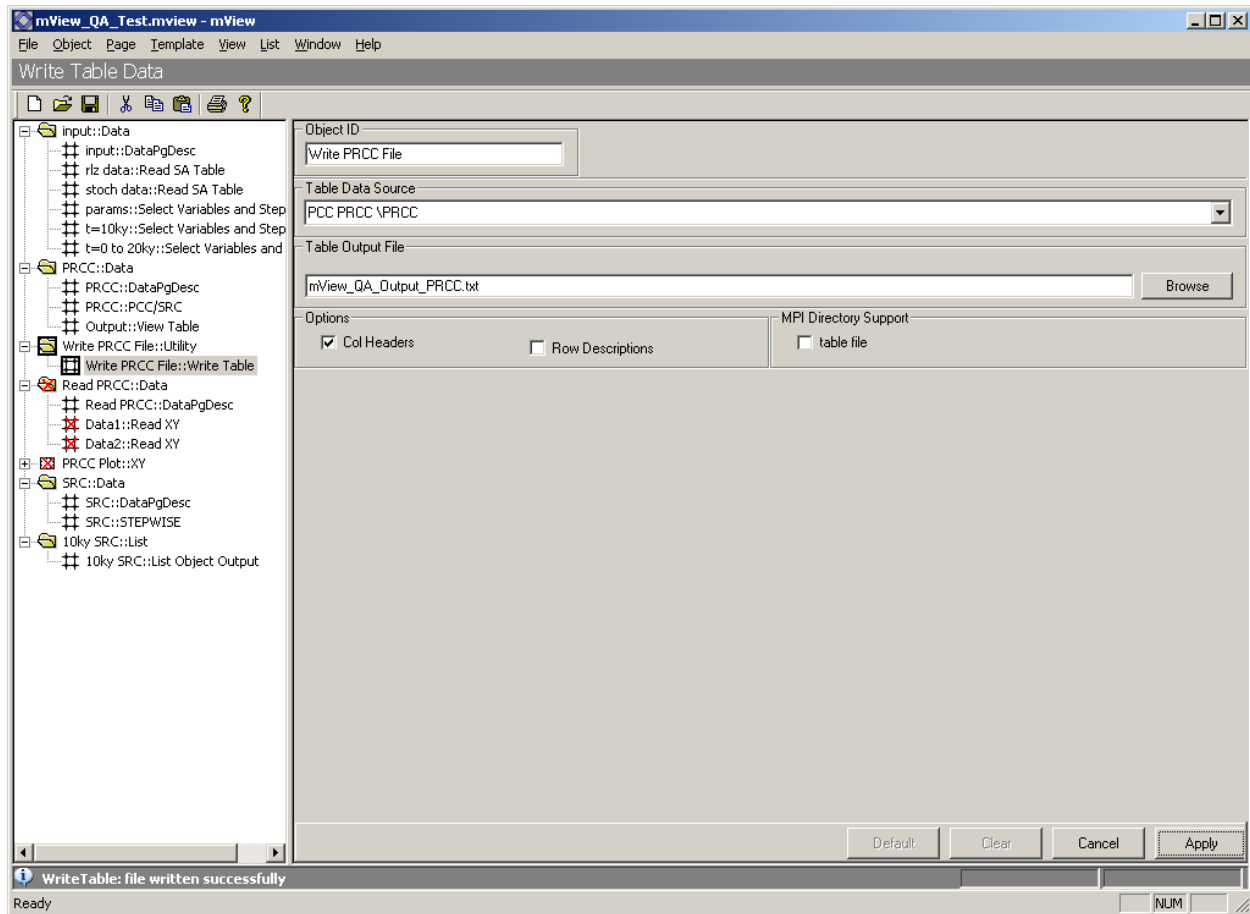 mView_QA_Test.mview - mView
File Object Page Template View List Window Help
Write Table Data
input::Data
input::DataPgDesc
rlz data::Read SA Table
stoch data::Read SA Table
params::Select Variables and Step
t=10ky::Select Variables and Step
t=0 to 20ky::Select Variables and
PRCC::Data
PRCC::DataPgDesc
PRCC::PCC/SRC
Output::View Table
Write PRCC File::Utility
Write PRCC File::Write Table
Read PRCC::Data
Read PRCC::DataPgDesc
Data1::Read XY
Data2::Read XY
PRCC Plot::XY
SRC::Data
SRC::DataPgDesc
SRC::STEPWISE
10ky SRC::List
10ky SRC::List Object Output
Object ID
Write PRCC File
Table Data Source
PCC PRCC \PRCC
Table Output File
mView_QA_Output_PRCC.txt Browse
Options MPI Directory Support
Col Headers Row Descriptions table file
Default Clear Cancel Apply
WriteTable: file written successfully
Ready NUM